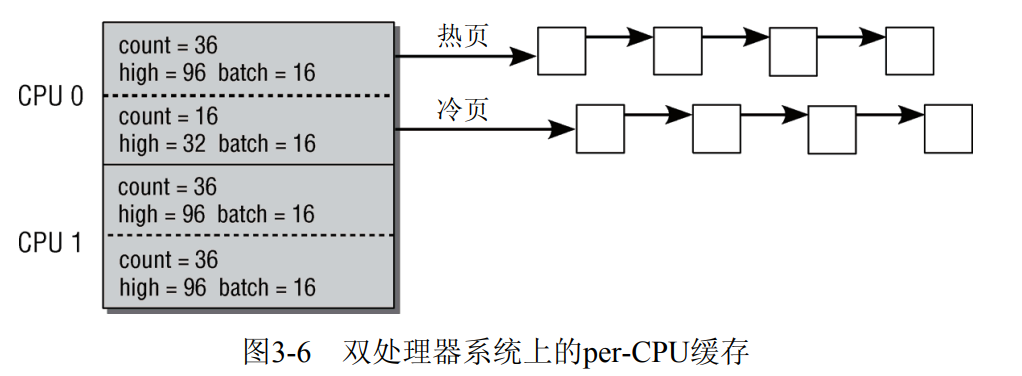 CPU 0
count = 36
high = 96 batch = 16
热页
count = 16
high = 32 batch = 16
冷页
CPU 1
count = 36
high = 96 batch = 16
count = 36
high = 96 batch = 16
图3-6 双处理器系统上的per-CPU缓存